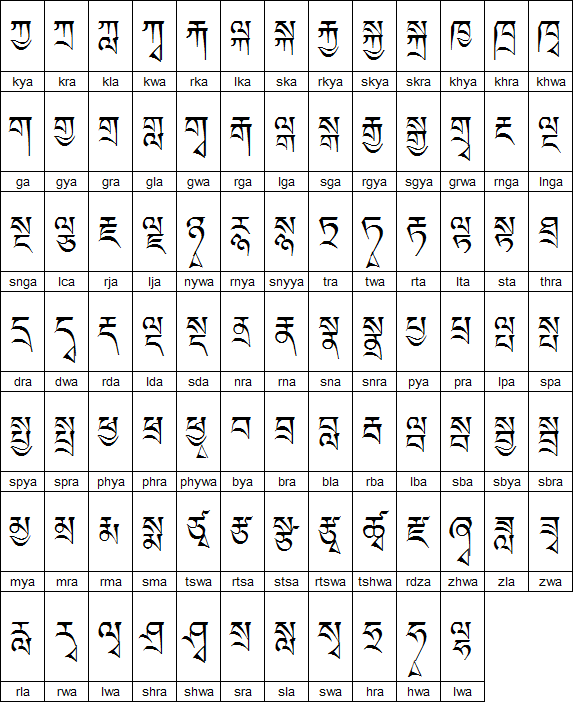 ཀྱ ཀྲ ཀླ ཀྭ རྐ ལྐ སྐ རྐྱ སྐྱ སྐྲ ཁྱ ཁྲ ཁྭ
kya kra kla kwa rka lka ska rkya skya skra khya khra khwa
ག གྱ གྲ གླ གྭ རྒ ལྒ སྒ རྒྱ སྒྱ གྲྭ རྔ ལྔ
ga gya gra gla gwa rga lga sga rgya sgya grwa rnga lnga
སྔ ལྕ རྗ ལྗ ཉྭ རྙ སྙ ཏྲ ཏྭ རྟ ལྟ སྟ ཐྲ
snga lca rja lja nywa rnya snyya tra twa rta lta sta thra
དྲ དྭ རྡ ལྡ སྡ ནྲ རྣ སྣ སྣྲ པྱ པྲ ལྤ སྤ
dra dwa rda lda sda nra rna sna snra pya pra lpa spa
སྤྱ སྤྲ ཕྱ ཕྲ ཕྱྭ བ བྲ བླ རྦ ལྦ སྦ སྦྱ སྦྲ
spya spra phya phra phywa bya bra bla rba lba sba sbya sbra
མྱ མྲ རྨ སྨ ཙྭ རྩ སྩ རྩྭ ཚྭ རྫ ཞྭ ཟླ ཟྭ
mya mra rma sma tswa rtsa stsa rtswa tshwa rdza zhwa zla zwa
རླ རྭ ལྭ ཤྲ ཤྭ སྲ སླ སྭ ཧྲ ཧྭ ལྷ
rla rwa lwa shra shwa sra sla swa hra hwa lwa